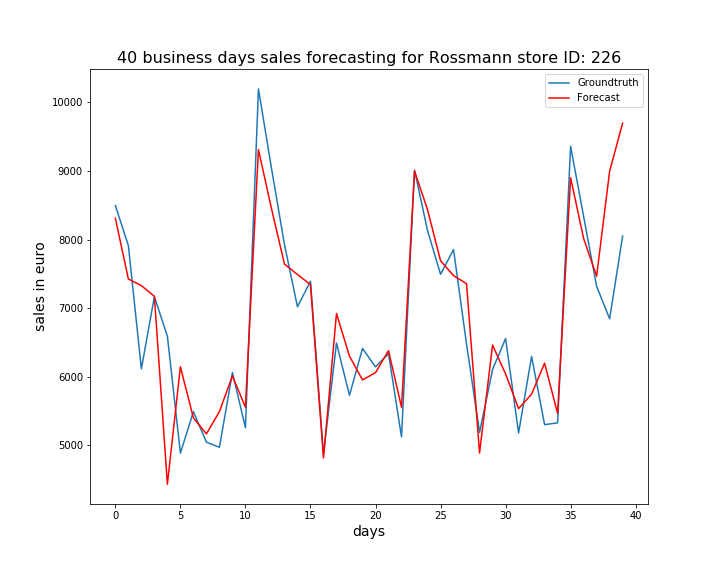 40 business days sales forecasting for Rossmann store ID: 226
Groundtruth
Forecast
10000
9000
8000
7000
6000
5000
sales in euro
0 5 10 15 20 25 30 35 40
days